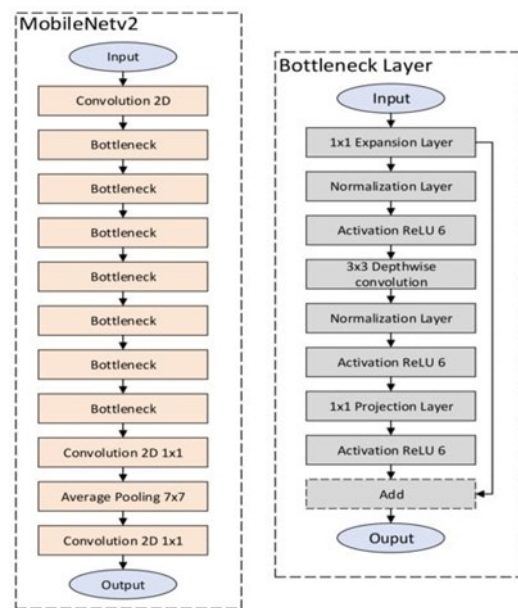 MobileNetv2
Input
Convolution 2D
Bottleneck
Bottleneck
Bottleneck
Bottleneck
Bottleneck
Bottleneck
Bottleneck
Convolution 2D 1x1
Average Pooling 7x7
Convolution 2D 1x1
Output
Bottleneck Layer
Input
1x1 Expansion Layer
Normalization Layer
Activation ReLU 6
3x3 Depthwise
convolution
Normalization Layer
Activation ReLU 6
1x1 Projection Layer
Activation ReLU 6
Add
Ouput